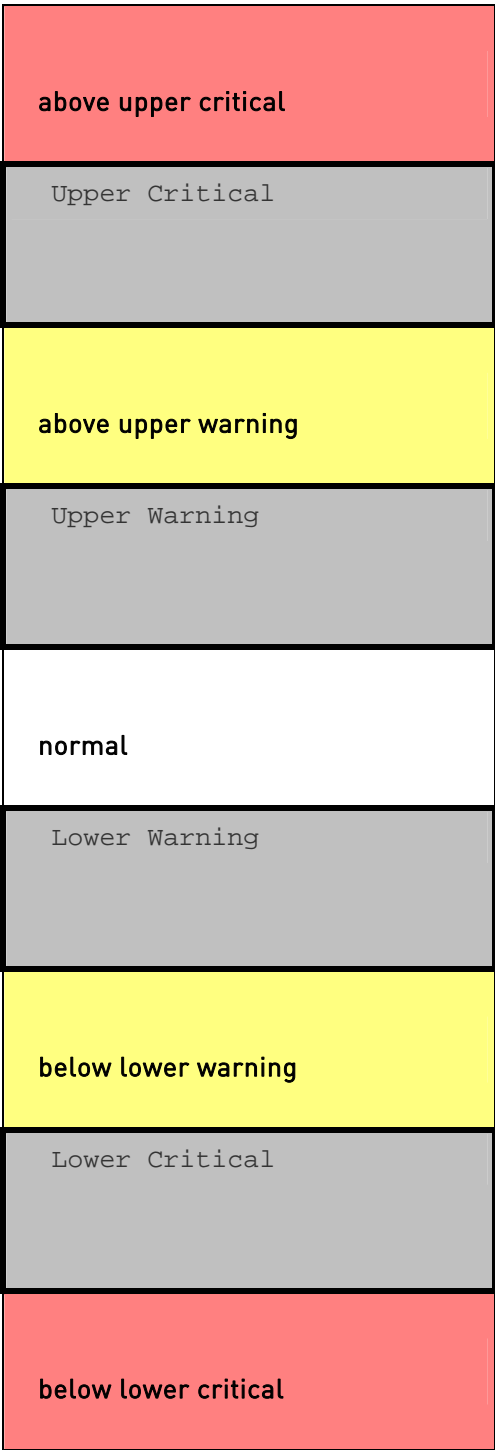 above upper critical
Upper Critical
above upper warning
Upper Warning
normal
Lower Warning
below lower warning
Lower Critical
below lower critical